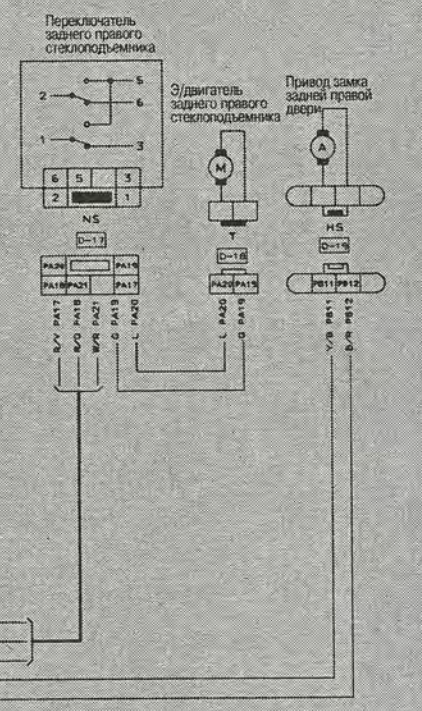 Переключатель
заднего правого
стеклоподъемника
Э/двигатель
заднего правого
стеклоподъемника
Привод замка
задней правой
двери
5
2
6
1
3
M
A
6 5 3
2 1
NS
T
HS
D-17
D-18
D-19
PA20 PA19
PA18 PA21 PA17
PA20 PA19
PB11 PB12
R/Y PA17
R/G PA18
W/R PA21
G PA19
L PA20
L PA20
G PA19
Y/B PB11
B/R PB12